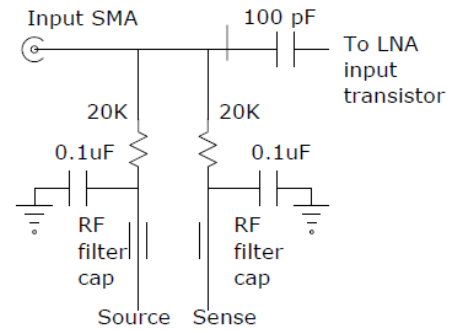 Input SMA
100 pF
To LNA
input
transistor
20K
20K
0.1uF
0.1uF
RF
filter
cap
RF
filter
cap
Source
Sense